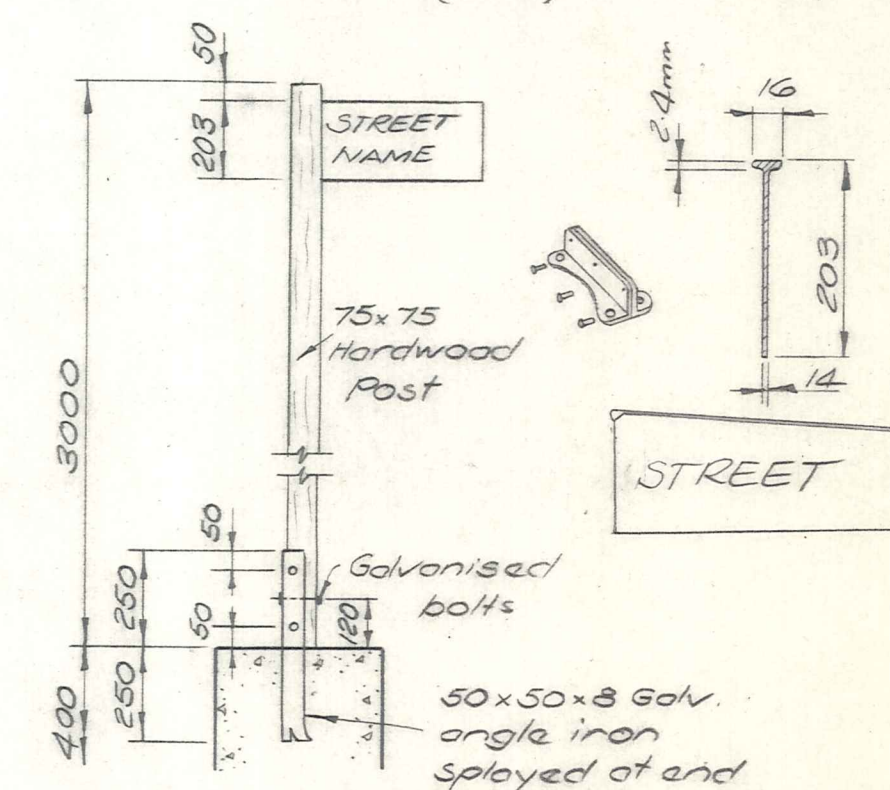 50
203
STREET
NAME
3000
75x75
Hardwood
Post
50
250
50
Galvanised
bolts
120
400
250
50x50x8 Galv.
angle iron
splayed at end
2.4mm
16
203
14
STREET